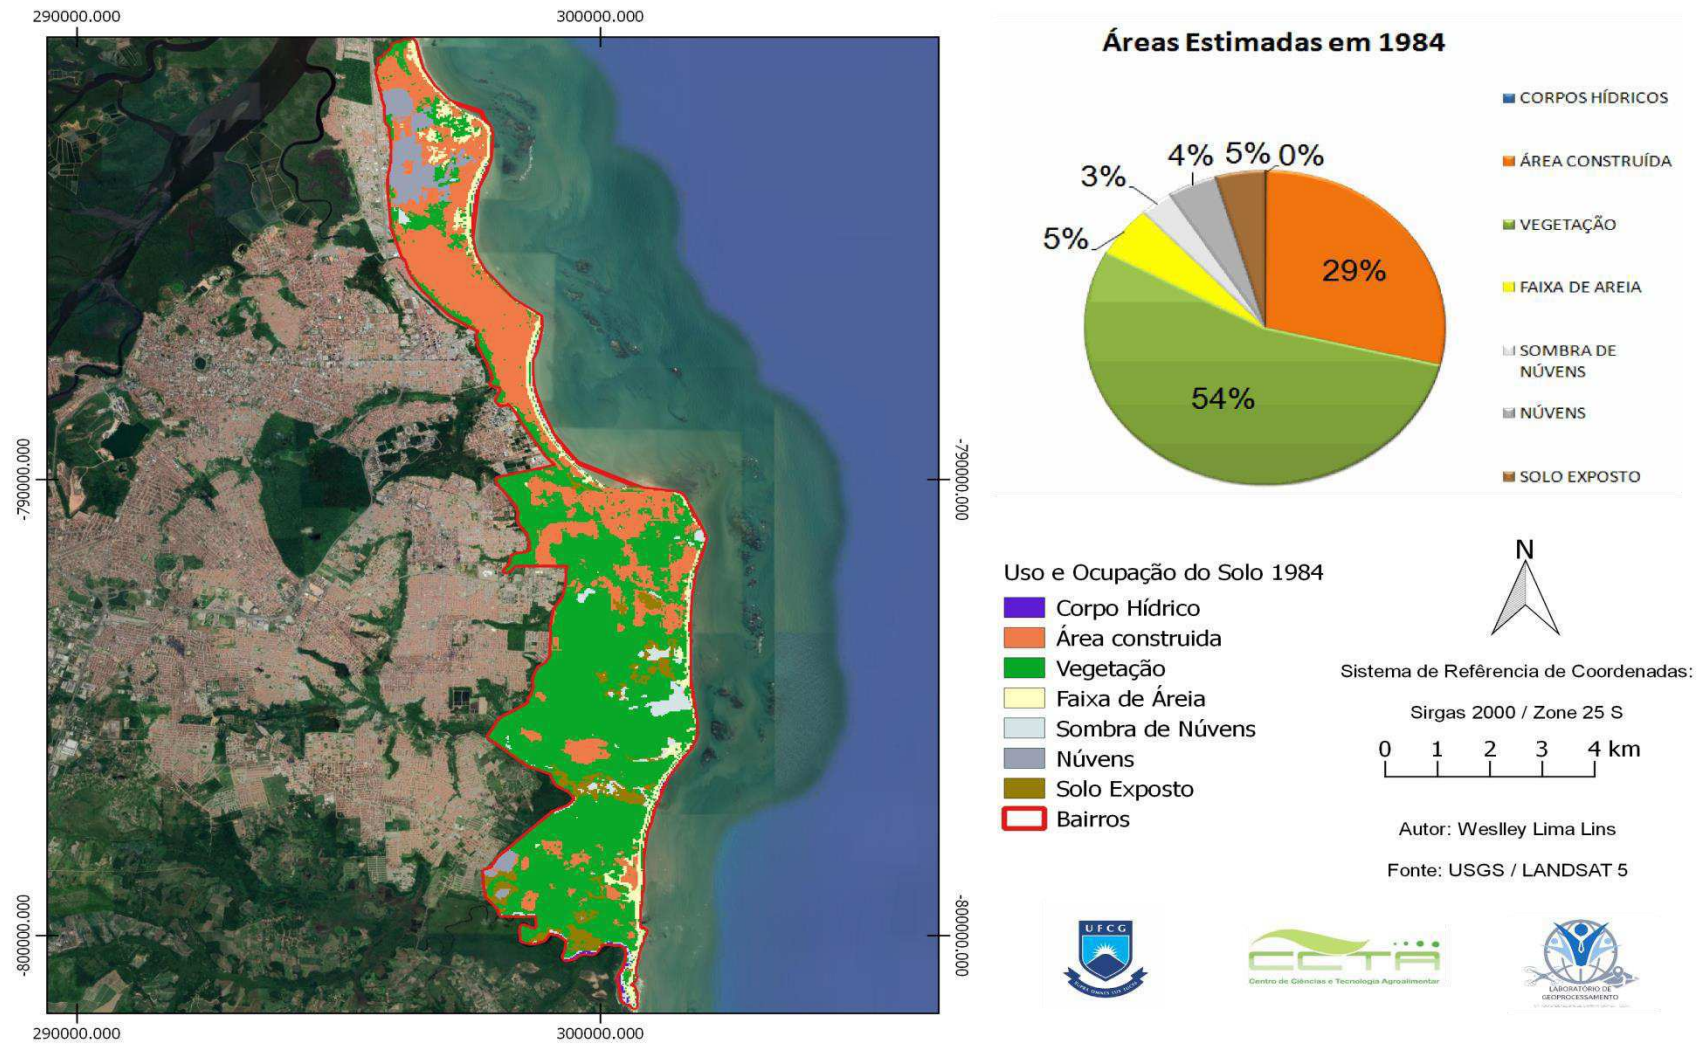 290000.000
300000.000
-790000.000
-790000.000
-800000.000
-800000.000
290000.000
300000.000
Áreas Estimadas em 1984
0%
5%
4%
3%
5%
29%
54%
CORPOS HÍDRICOS
ÁREA CONSTRUÍDA
VEGETAÇÃO
FAIXA DE AREIA
SOMBRA DE
NÚVENS
NÚVENS
SOLO EXPOSTO
Uso e Ocupação do Solo 1984
Corpo Hídrico
Área construida
Vegetação
Faixa de Áreia
Sombra de Núvens
Núvens
Solo Exposto
Bairros
N
Sistema de Refêrencia de Coordenadas:
Sirgas 2000 / Zone 25 S
0 1 2 3 4 km
Autor: Weslley Lima Lins
Fonte: USGS / LANDSAT 5
UFCG
CCTA
Centro de Ciências e Tecnologia Agroalimentar
LABORATÓRIO DE
GEOPROCESSAMENTO